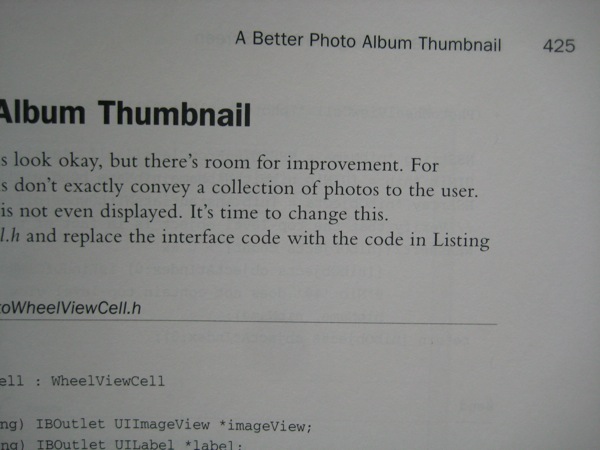 A Better Photo Album Thumbnail 425
Album Thumbnail
s look okay, but there's room for improvement. For
s don't exactly convey a collection of photos to the user.
is not even displayed. It's time to change this.
l.h and replace the interface code with the code in Listing
toWheelViewCell.h
ell : WheelViewCell
ng) IBOutlet UIImageView *imageView;
ng) IBOutlet UILabel *label;